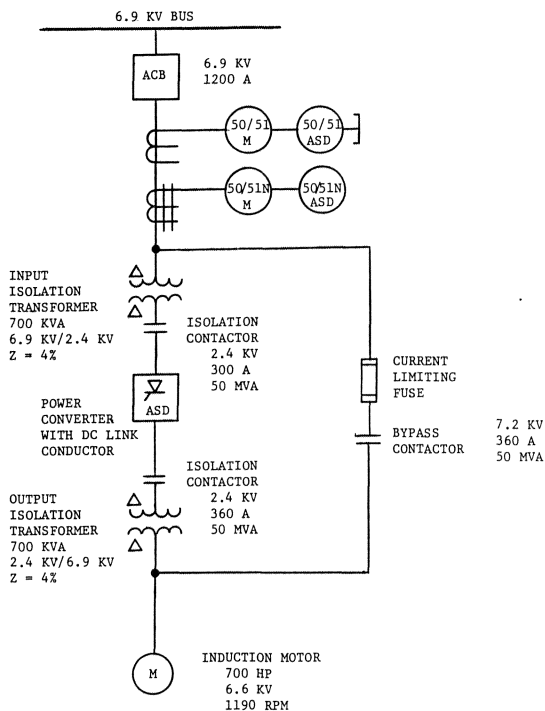 6.9 KV BUS
ACB
6.9 KV
1200 A
50/51
M
50/51
ASD
50/51N
M
50/51N
ASD
INPUT
ISOLATION
TRANSFORMER
700 KVA
6.9 KV/2.4 KV
Z = 4%
ISOLATION
CONTACTOR
2.4 KV
300 A
50 MVA
CURRENT
LIMITING
FUSE
BYPASS
CONTACTOR
7.2 KV
360 A
50 MVA
POWER
CONVERTER
WITH DC LINK
CONDUCTOR
ASD
ISOLATION
CONTACTOR
2.4 KV
360 A
50 MVA
OUTPUT
ISOLATION
TRANSFORMER
700 KVA
2.4 KV/6.9 KV
Z = 4%
M
INDUCTION MOTOR
700 HP
6.6 KV
1190 RPM